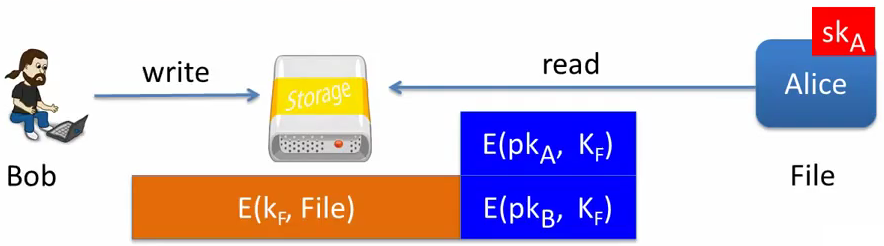 sk_A
write
read
Storage
Alice
E(pk_A, K_F)
Bob
File
E(k_F, File)
E(pk_B, K_F)